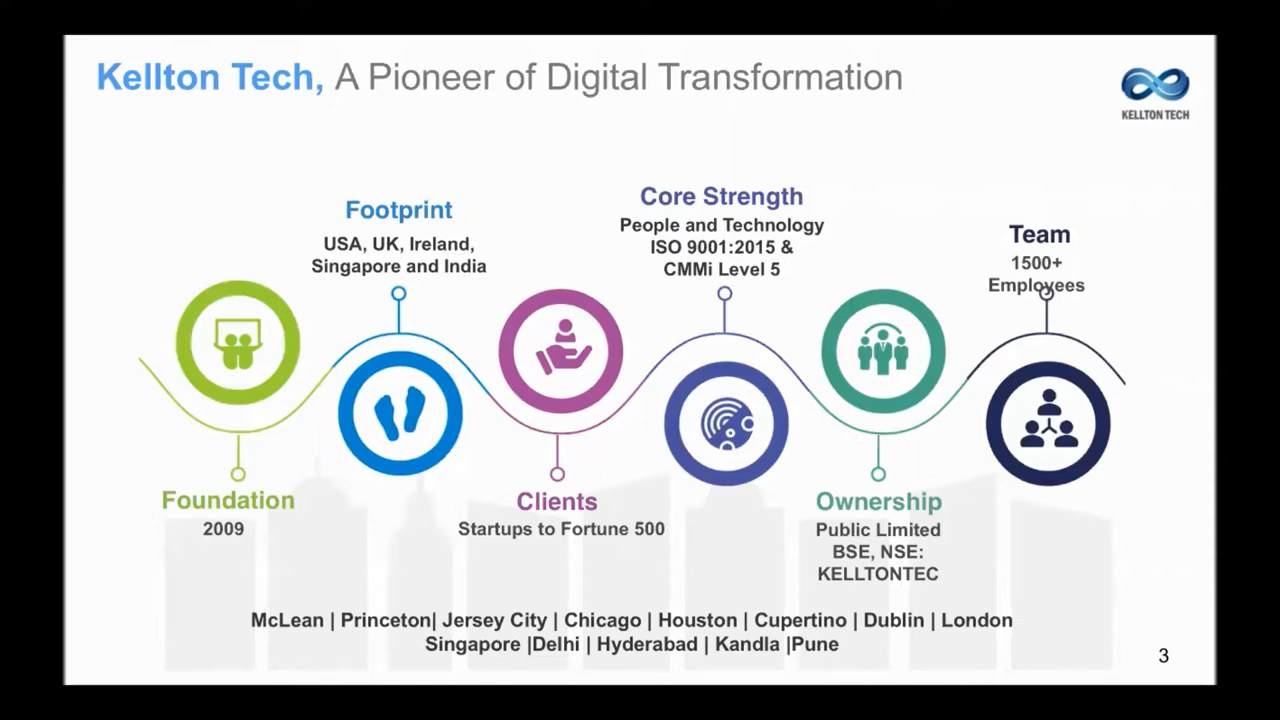 Kellton Tech, A Pioneer of Digital Transformation
KELLTON TECH
Footprint
USA, UK, Ireland,
Singapore and India
Core Strength
People and Technology
ISO 9001:2015 &
CMMi Level 5
Team
1500+
Employees
Foundation
2009
Clients
Startups to Fortune 500
Ownership
Public Limited
BSE, NSE:
KELLTONTEC
McLean | Princeton| Jersey City | Chicago | Houston | Cupertino | Dublin | London
Singapore |Delhi | Hyderabad | Kandla |Pune
3